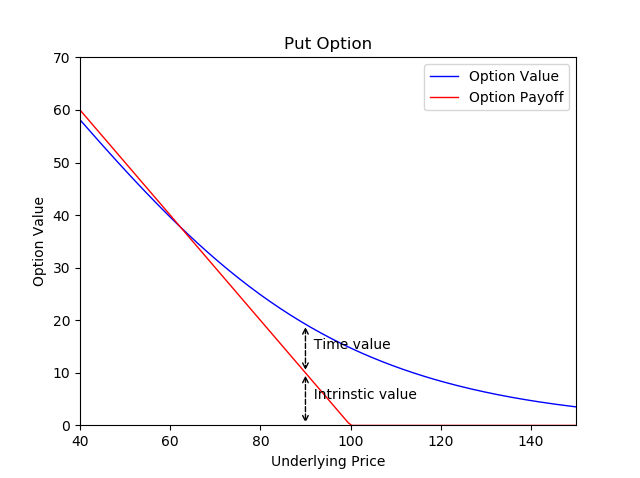 Put Option
Option Value
Option Payoff
Option Value
70
60
50
40
30
20
10
0
Time value
Intrinstic value
40 60 80 100 120 140
Underlying Price